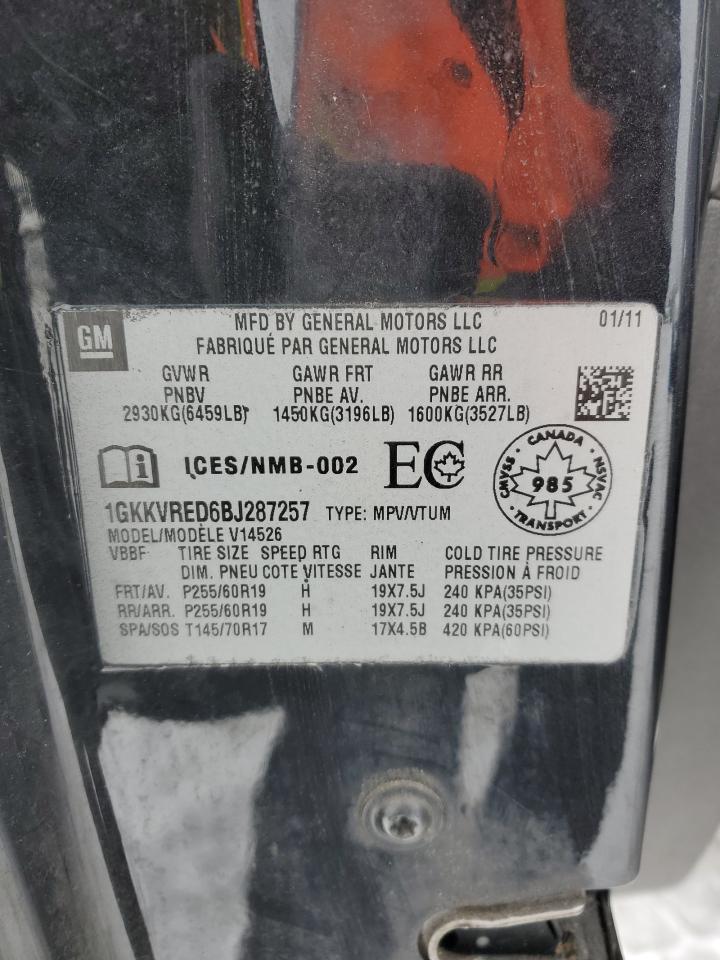 GM
MFD BY GENERAL MOTORS LLC 01/11
FABRIQUÉ PAR GENERAL MOTORS LLC
GVWR GAWR FRT GAWR RR
PNBV PNBE AV. PNBE ARR.
2930KG(6459LB) 1450KG(3196LB) 1600KG(3527LB)
i ICES/NMB-002 EC
CANADA
CMVSS 985 NSVAC
TRANSPORT
1GKKVRED6BJ287257 TYPE: MPV/VTUM
MODEL/MODÈLE V14526
VBBF TIRE SIZE SPEED RTG RIM COLD TIRE PRESSURE
DIM. PNEU COTE VITESSE JANTE PRESSION À FROID
FRT/AV. P255/60R19 H 19X7.5J 240 KPA(35PSI)
RR/ARR. P255/60R19 H 19X7.5J 240 KPA(35PSI)
SPA/SOS T145/70R17 M 17X4.5B 420 KPA(60PSI)